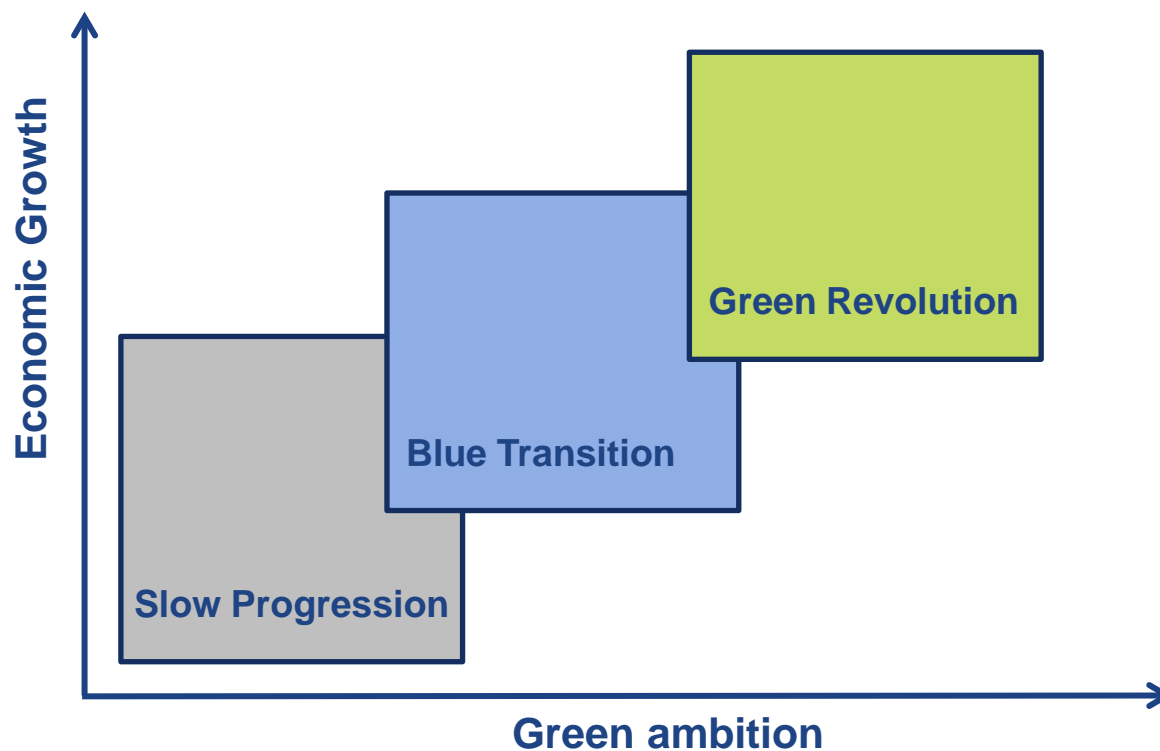 Economic Growth
Green Revolution
Blue Transition
Slow Progression
Green ambition